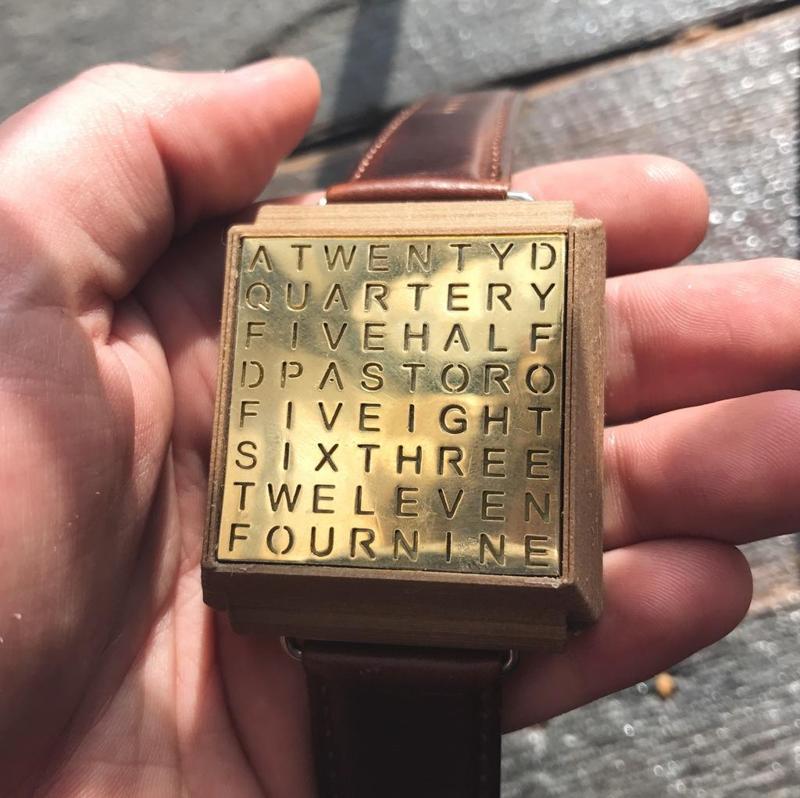 ATWENTYD
QUARTERY
FIVEHALF
DPASTORO
FIVEIGHT
SIXTHREE
TWELEVEN
FOURNINE